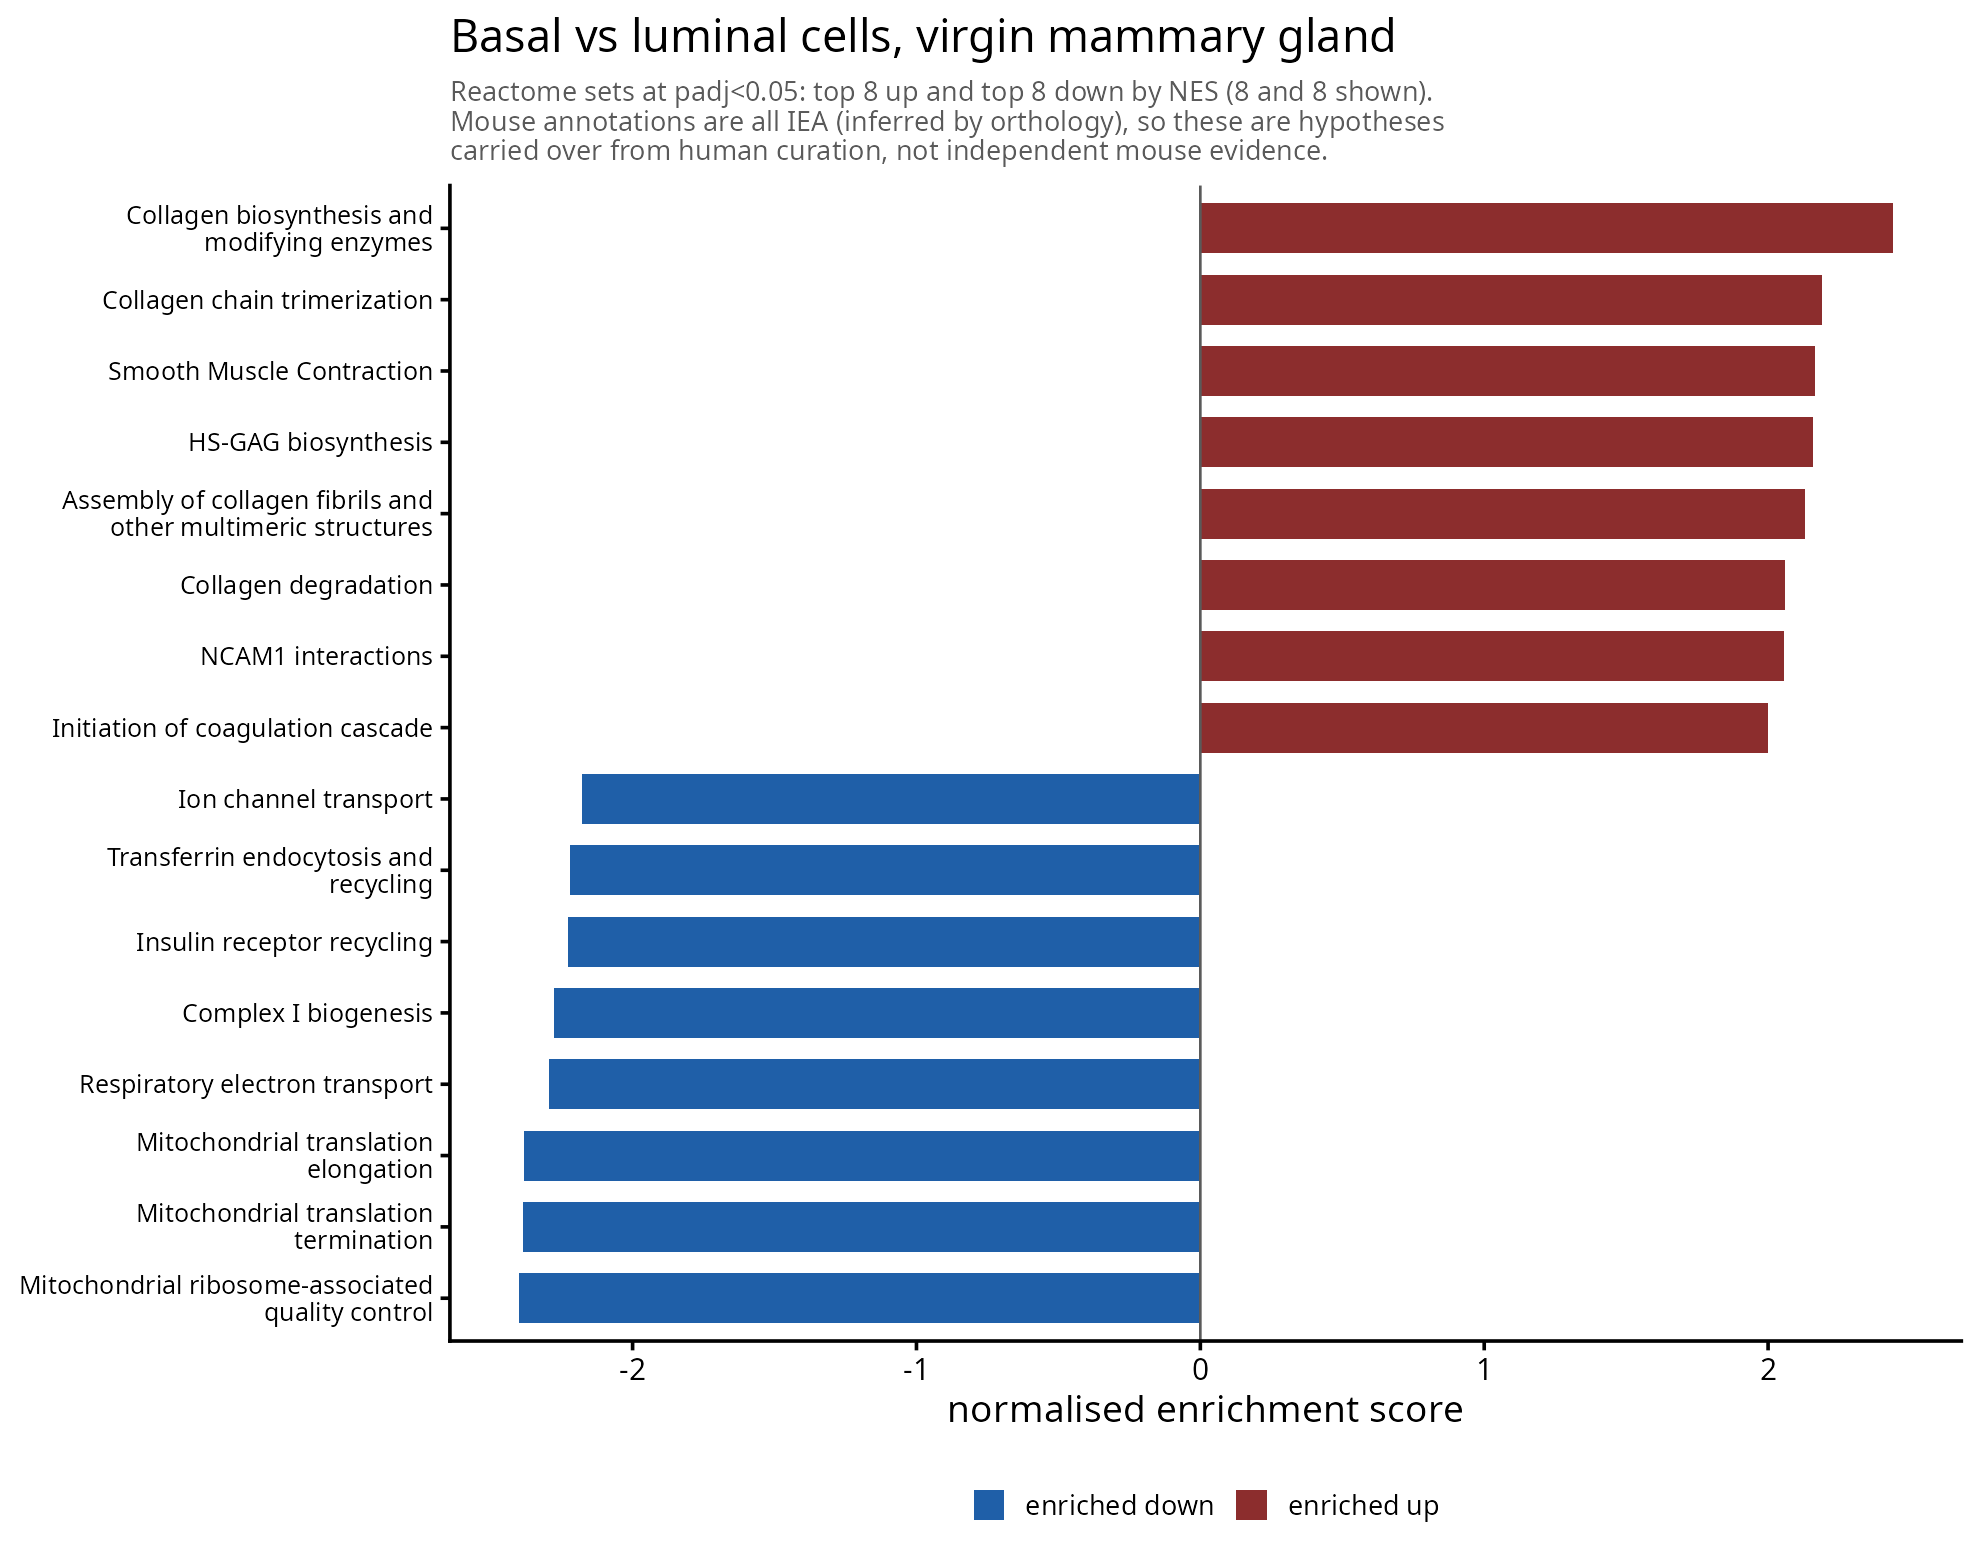 Basal vs luminal cells, virgin mammary gland
Reactome sets at padj<0.05: top 8 up and top 8 down by NES (8 and 8 shown).
Mouse annotations are all IEA (inferred by orthology), so these are hypotheses
carried over from human curation, not independent mouse evidence.
Collagen biosynthesis and
modifying enzymes
Collagen chain trimerization
Smooth Muscle Contraction
HS-GAG biosynthesis
Assembly of collagen fibrils and
other multimeric structures
Collagen degradation
NCAM1 interactions
Initiation of coagulation cascade
Ion channel transport
Transferrin endocytosis and
recycling
Insulin receptor recycling
Complex I biogenesis
Respiratory electron transport
Mitochondrial translation
elongation
Mitochondrial translation
termination
Mitochondrial ribosome-associated
quality control
-2 -1 0 1 2
normalised enrichment score
enriched down enriched up